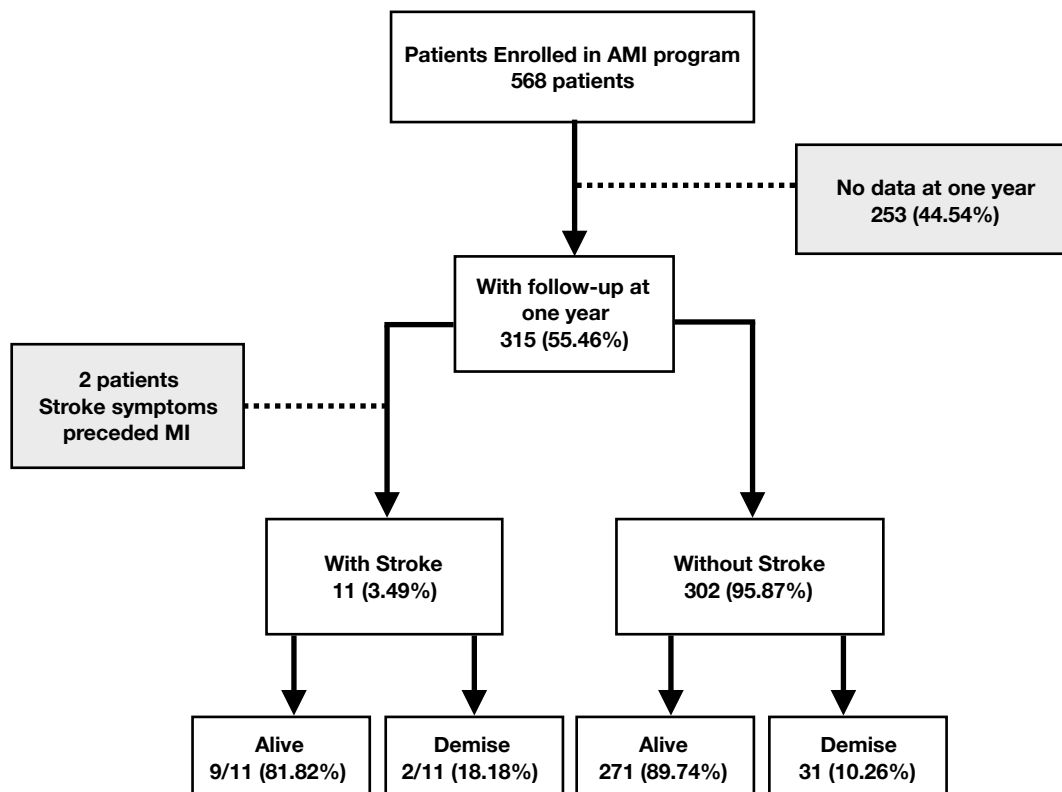 Patients Enrolled in AMI program
568 patients
No data at one year
253 (44.54%)
With follow-up at
one year
315 (55.46%)
2 patients
Stroke symptoms
preceded MI
With Stroke
11 (3.49%)
Without Stroke
302 (95.87%)
Alive
9/11 (81.82%)
Demise
2/11 (18.18%)
Alive
271 (89.74%)
Demise
31 (10.26%)